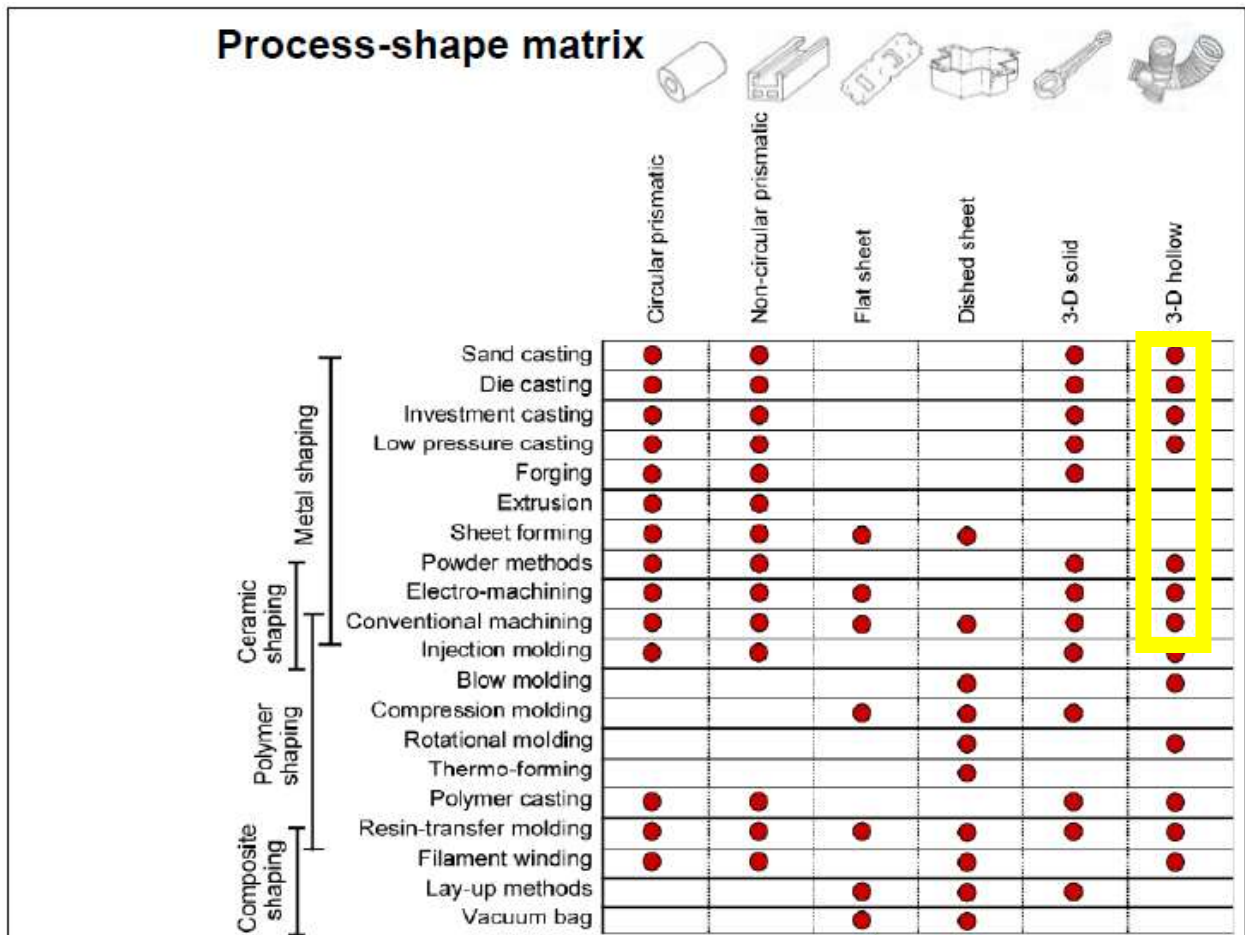 Process-shape matrix
Circular prismatic
Non-circular prismatic
Flat sheet
Dished sheet
3-D solid
3-D hollow
Metal shaping
Ceramic
shaping
Polymer
shaping
Composite
shaping
Sand casting
Die casting
Investment casting
Low pressure casting
Forging
Extrusion
Sheet forming
Powder methods
Electro-machining
Conventional machining
Injection molding
Blow molding
Compression molding
Rotational molding
Thermo-forming
Polymer casting
Resin-transfer molding
Filament winding
Lay-up methods
Vacuum bag